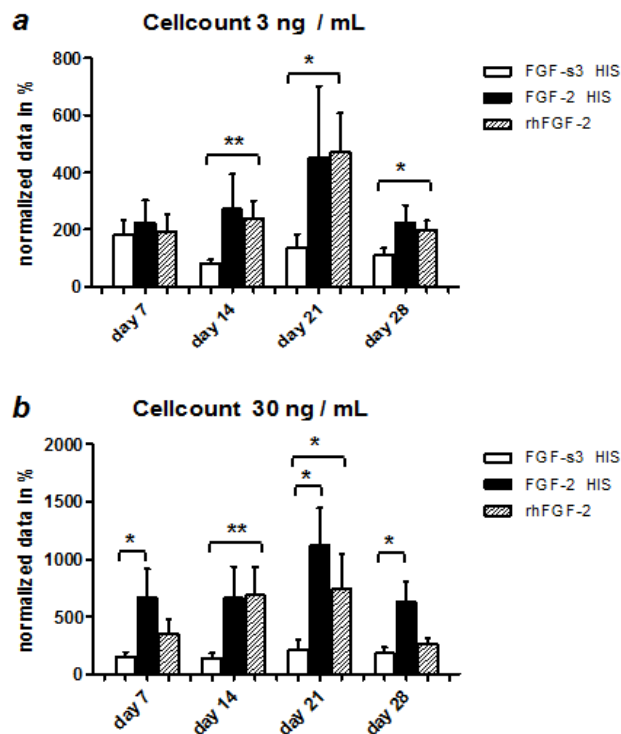 a
Cellcount 3 ng / mL
normalized data in %
800
600
400
200
0
*
**
*
day 7
day 14
day 21
day 28
FGF-s3 HIS
FGF-2 HIS
rhFGF-2
b
Cellcount 30 ng / mL
normalized data in %
2000
1500
1000
500
0
*
*
**
*
*
day 7
day 14
day 21
day 28
FGF-s3 HIS
FGF-2 HIS
rhFGF-2